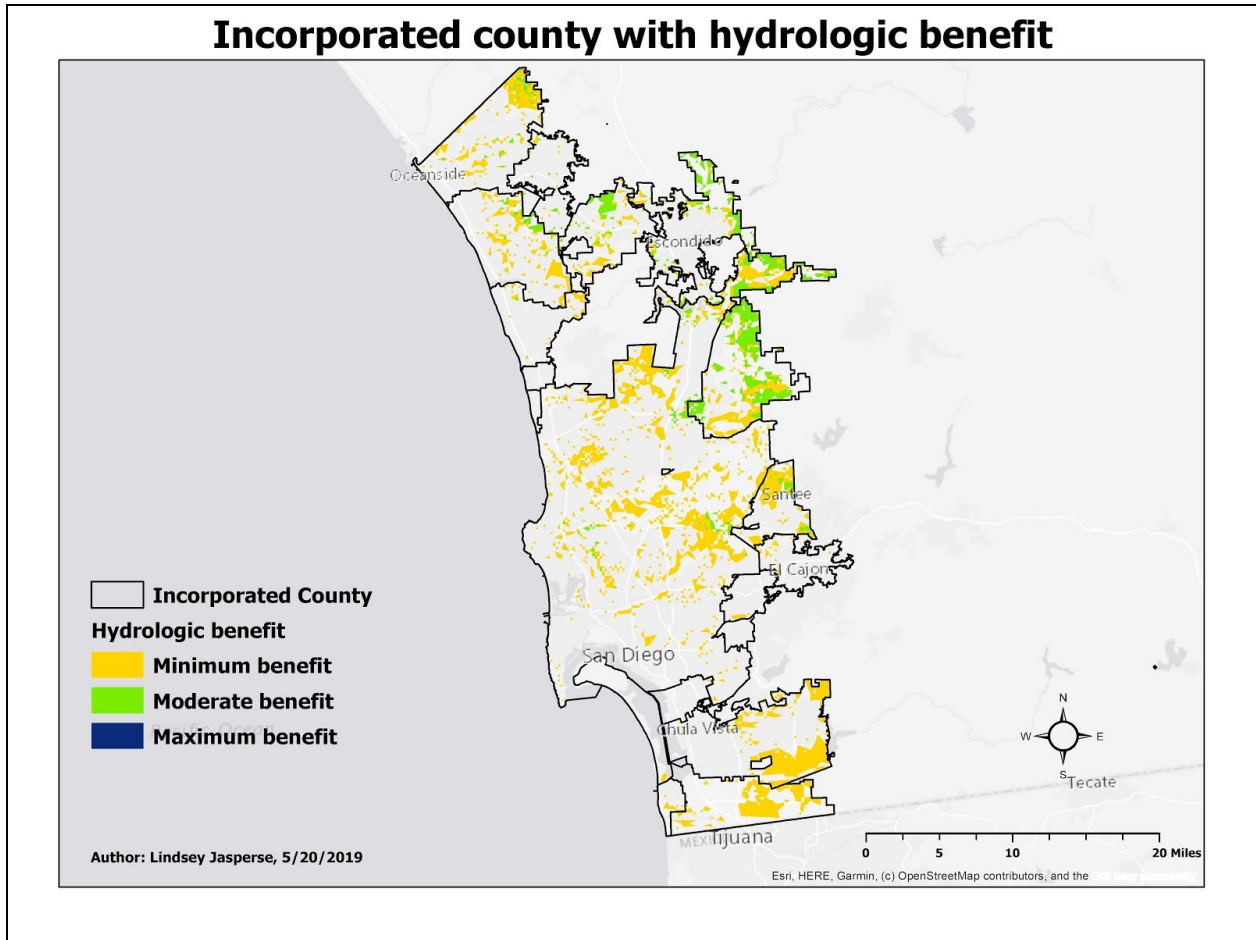 Incorporated county with hydrologic benefit
Oceanside
Escondido
Santee
El Cajon
San Diego
Chula Vista
Tecate
Tijuana
Incorporated County
Hydrologic benefit
Minimum benefit
Moderate benefit
Maximum benefit
Pacific Ocean
N
W E
S
Author: Lindsey Jasperse, 5/20/2019
0 5 10 20 Miles
Esri, HERE, Garmin, (c) OpenStreetMap contributors, and the GIS user community